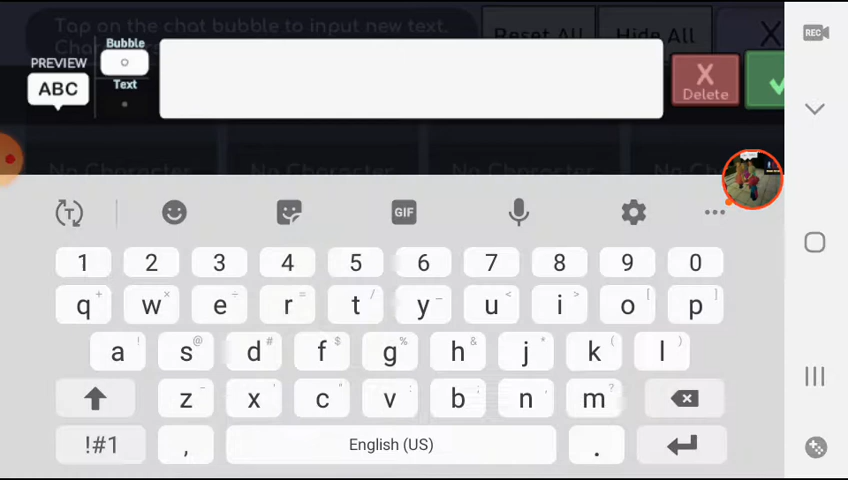 Tap on the chat bubble to input new text.
Reset All
Hide All
X
Bubble
PREVIEW
ABC
Text
X
Delete
No Character
No Character
No Character
REC
T
GIF
1 2 3 4 5 6 7 8 9 0
q + w × e ÷ r = t / y _ u < i > o [ p ]
a ! s @ d # f $ g % h & j * k ( l )
z - x ' c " v : b ; n , m ?
!#1 , English (US) .